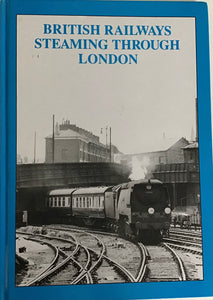 BRITISH RAILWAYS
STEAMING THROUGH
LONDON